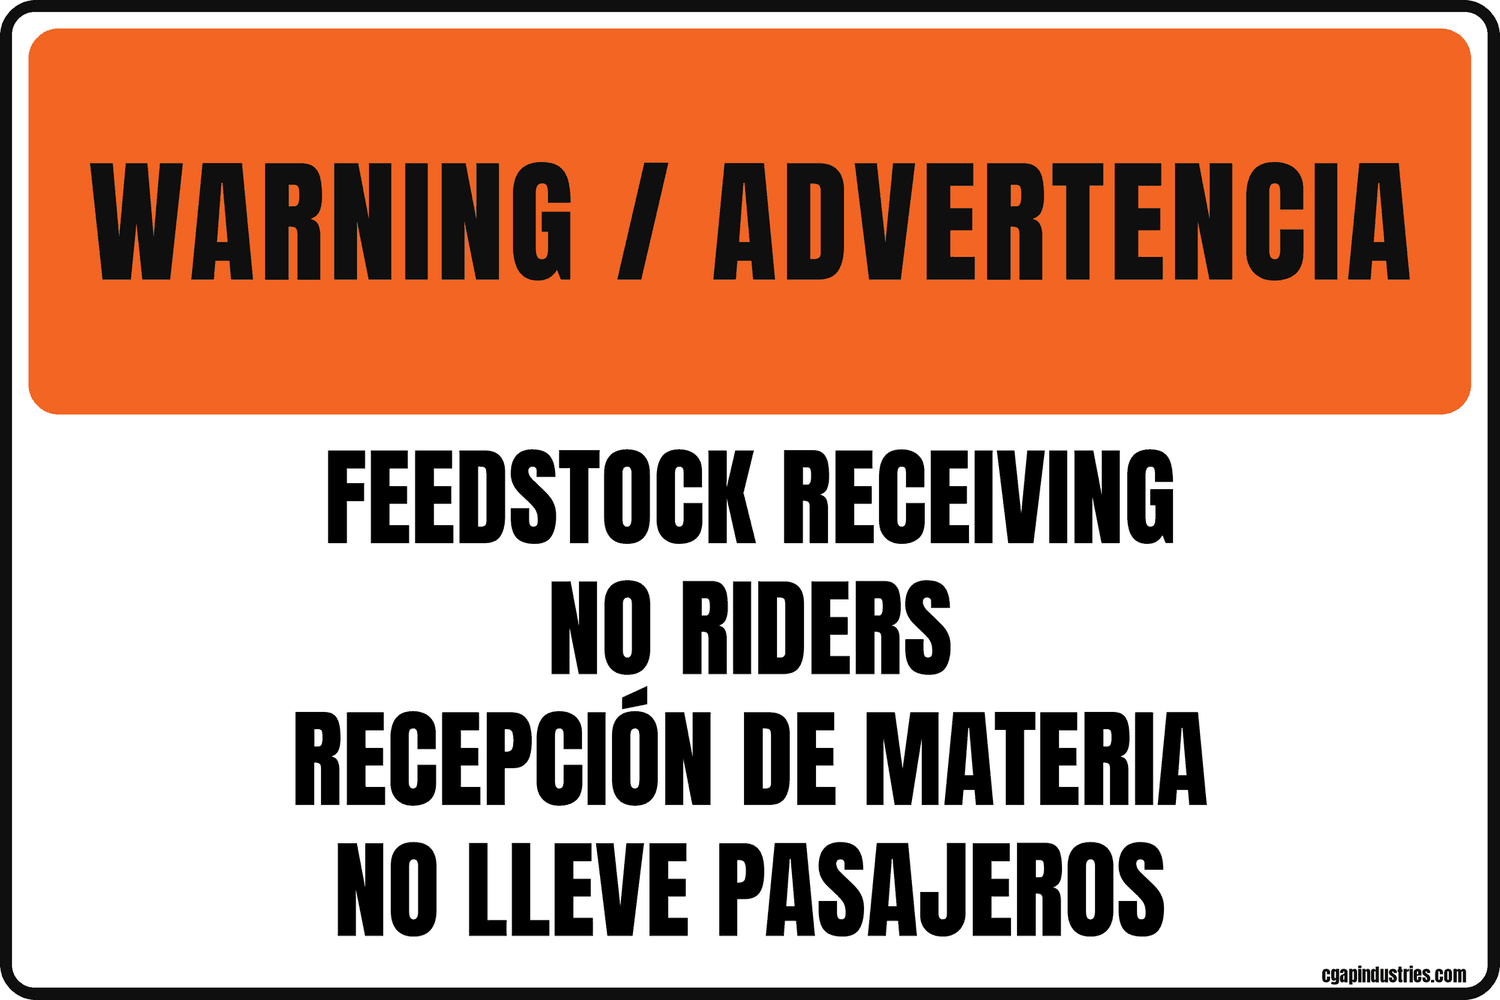 WARNING / ADVERTENCIA
FEEDSTOCK RECEIVING
NO RIDERS
RECEPCIÓN DE MATERIA
NO LLEVE PASAJEROS
cgapindustries.com